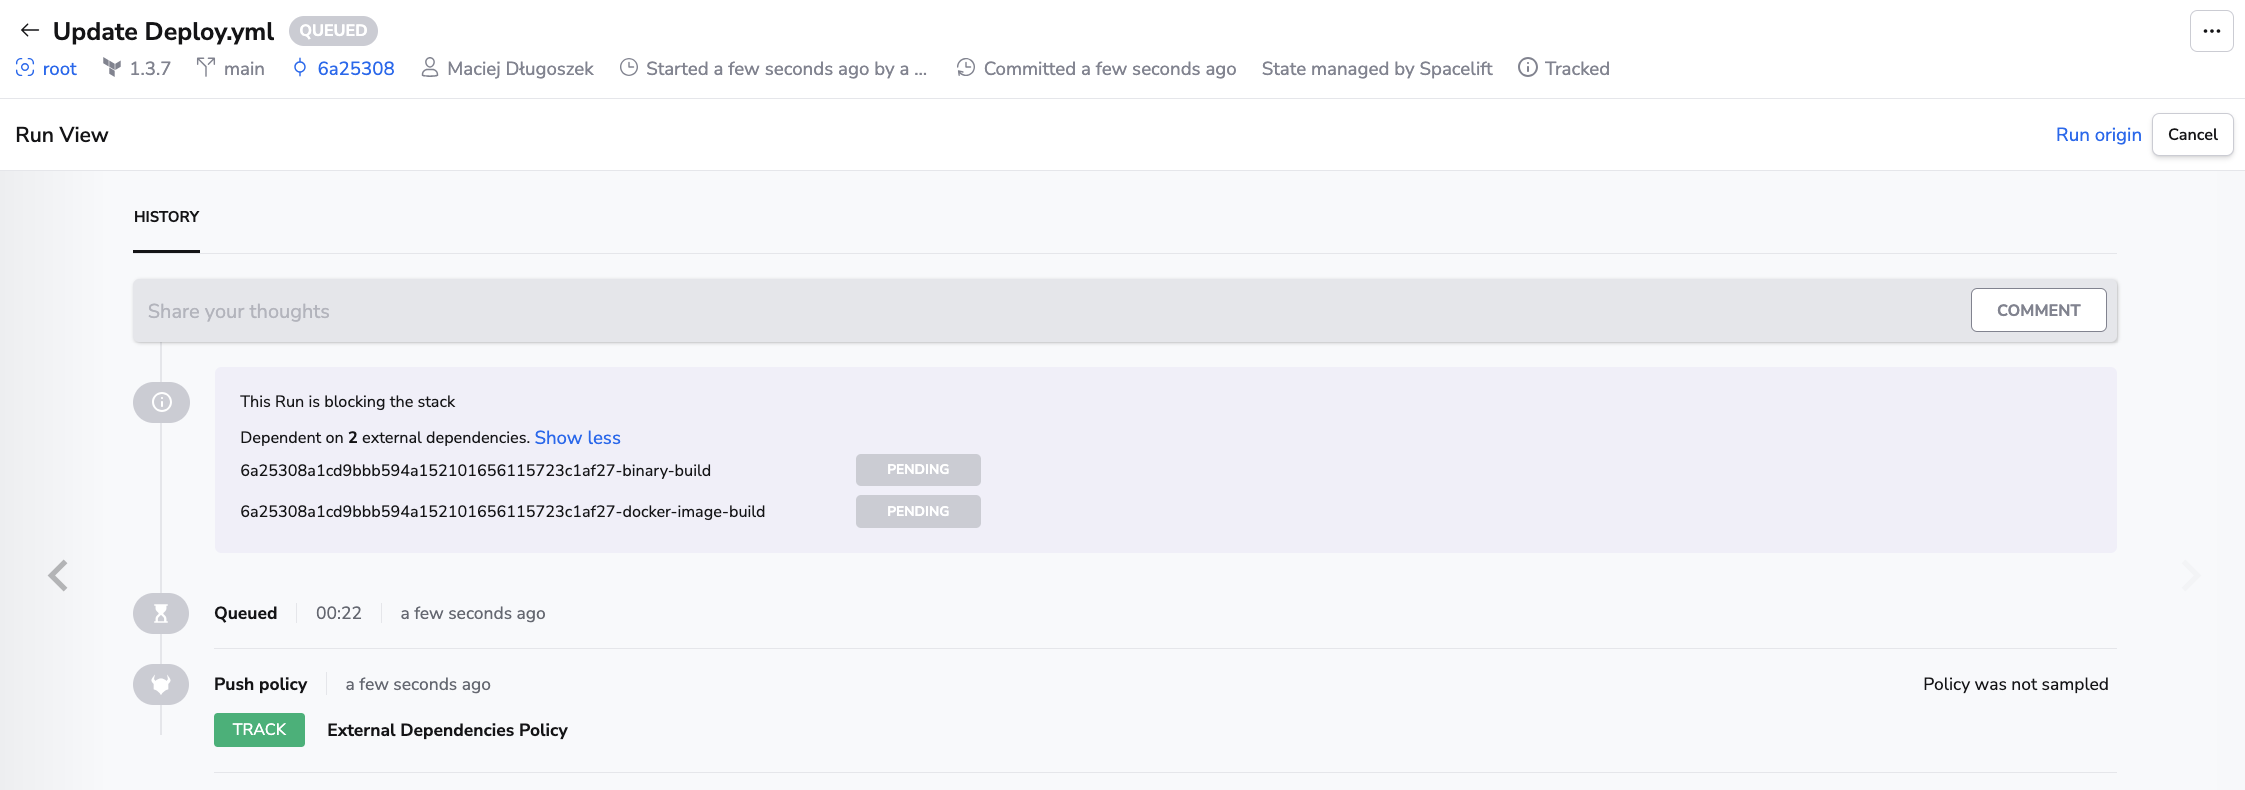 Update Deploy.yml QUEUED
root 1.3.7 main 6a25308 Maciej Długoszek Started a few seconds ago by a ... Committed a few seconds ago State managed by Spacelift Tracked
Run View Run origin Cancel
HISTORY
Share your thoughts COMMENT
This Run is blocking the stack
Dependent on 2 external dependencies. Show less
6a25308a1cd9bbb594a152101656115723c1af27-binary-build PENDING
6a25308a1cd9bbb594a152101656115723c1af27-docker-image-build PENDING
Queued 00:22 a few seconds ago
Push policy a few seconds ago Policy was not sampled
TRACK External Dependencies Policy